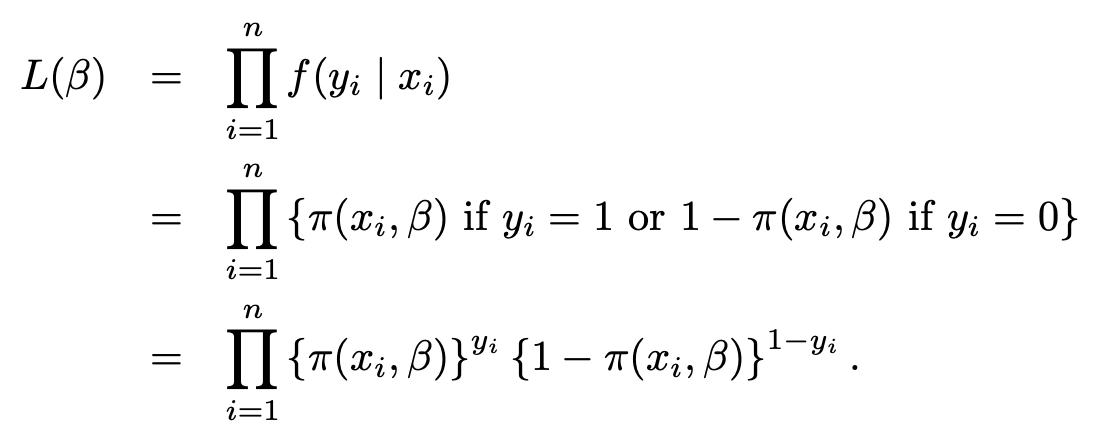 L(β) = ∏_{i=1}^{n} f(y_i | x_i)
= ∏_{i=1}^{n} {π(x_i, β) if y_i = 1 or 1 − π(x_i, β) if y_i = 0}
= ∏_{i=1}^{n} {π(x_i, β)}^{y_i} {1 − π(x_i, β)}^{1−y_i} .